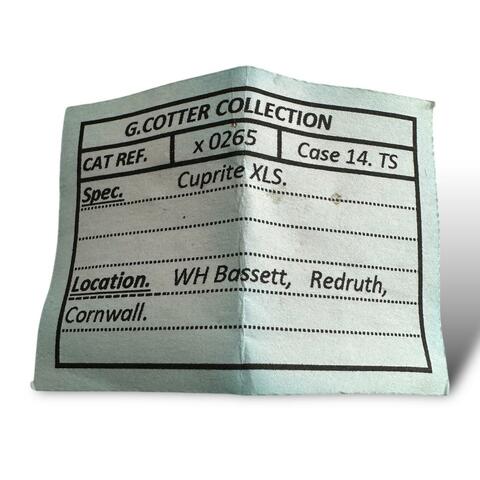 G.COTTER COLLECTION
CAT REF. x 0265 Case 14. TS
Spec. Cuprite XLS.
Location. WH Bassett, Redruth,
Cornwall.